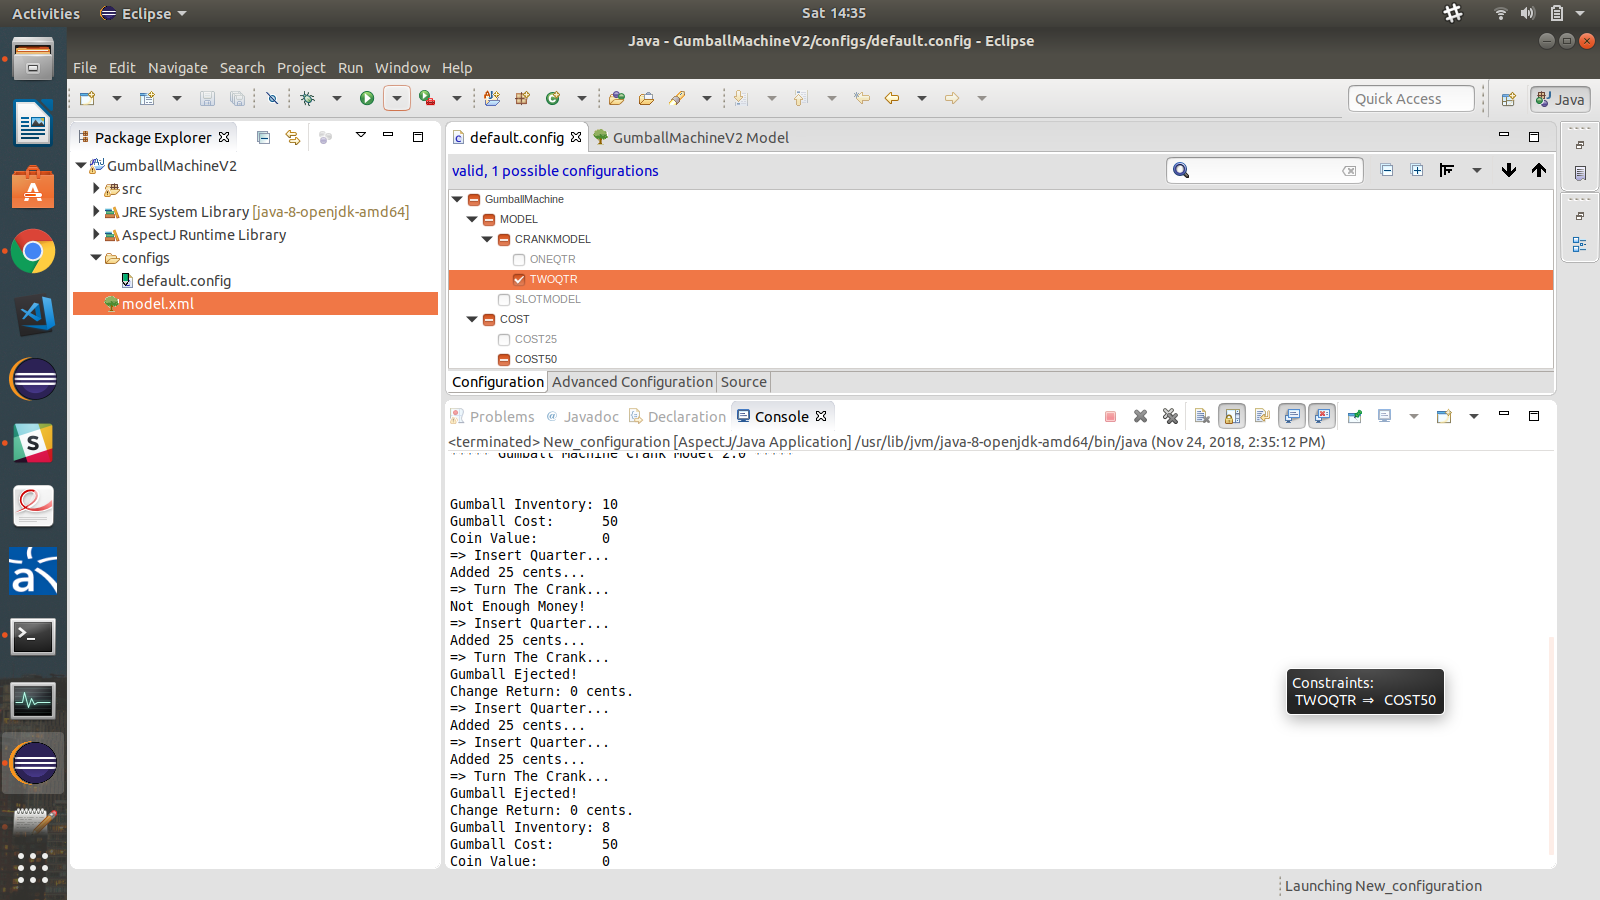 Activities
Eclipse
Sat 14:35
Java - GumballMachineV2/configs/default.config - Eclipse
File Edit Navigate Search Project Run Window Help
Quick Access
Java
Package Explorer
GumballMachineV2
src
JRE System Library [java-8-openjdk-amd64]
AspectJ Runtime Library
configs
default.config
model.xml
default.config
GumballMachineV2 Model
valid, 1 possible configurations
GumballMachine
MODEL
CRANKMODEL
ONEQTR
TWOQTR
SLOTMODEL
COST
COST25
COST50
Configuration Advanced Configuration Source
Problems @ Javadoc Declaration Console
<terminated> New_configuration [AspectJ/Java Application] /usr/lib/jvm/java-8-openjdk-amd64/bin/java (Nov 24, 2018, 2:35:12 PM)
***** Gumball Machine Crank Model 2.0 *****
Gumball Inventory: 10
Gumball Cost: 50
Coin Value: 0
=> Insert Quarter...
Added 25 cents...
=> Turn The Crank...
Not Enough Money!
=> Insert Quarter...
Added 25 cents...
=> Turn The Crank...
Gumball Ejected!
Change Return: 0 cents.
=> Insert Quarter...
Added 25 cents...
=> Insert Quarter...
Added 25 cents...
=> Turn The Crank...
Gumball Ejected!
Change Return: 0 cents.
Gumball Inventory: 8
Gumball Cost: 50
Coin Value: 0
Constraints:
TWOQTR ⇒ COST50
Launching New_configuration